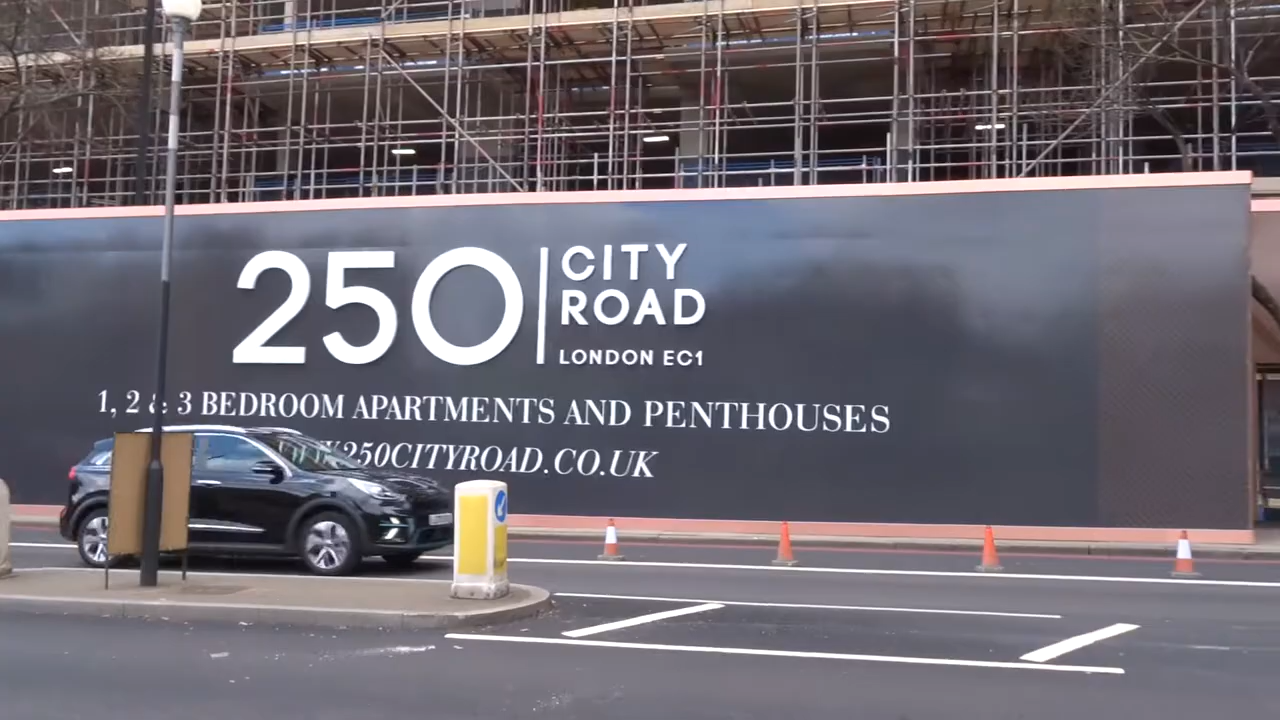 250
CITY
ROAD
LONDON EC1
1, 2 & 3 BEDROOM APARTMENTS AND PENTHOUSES
250CITYROAD.CO.UK